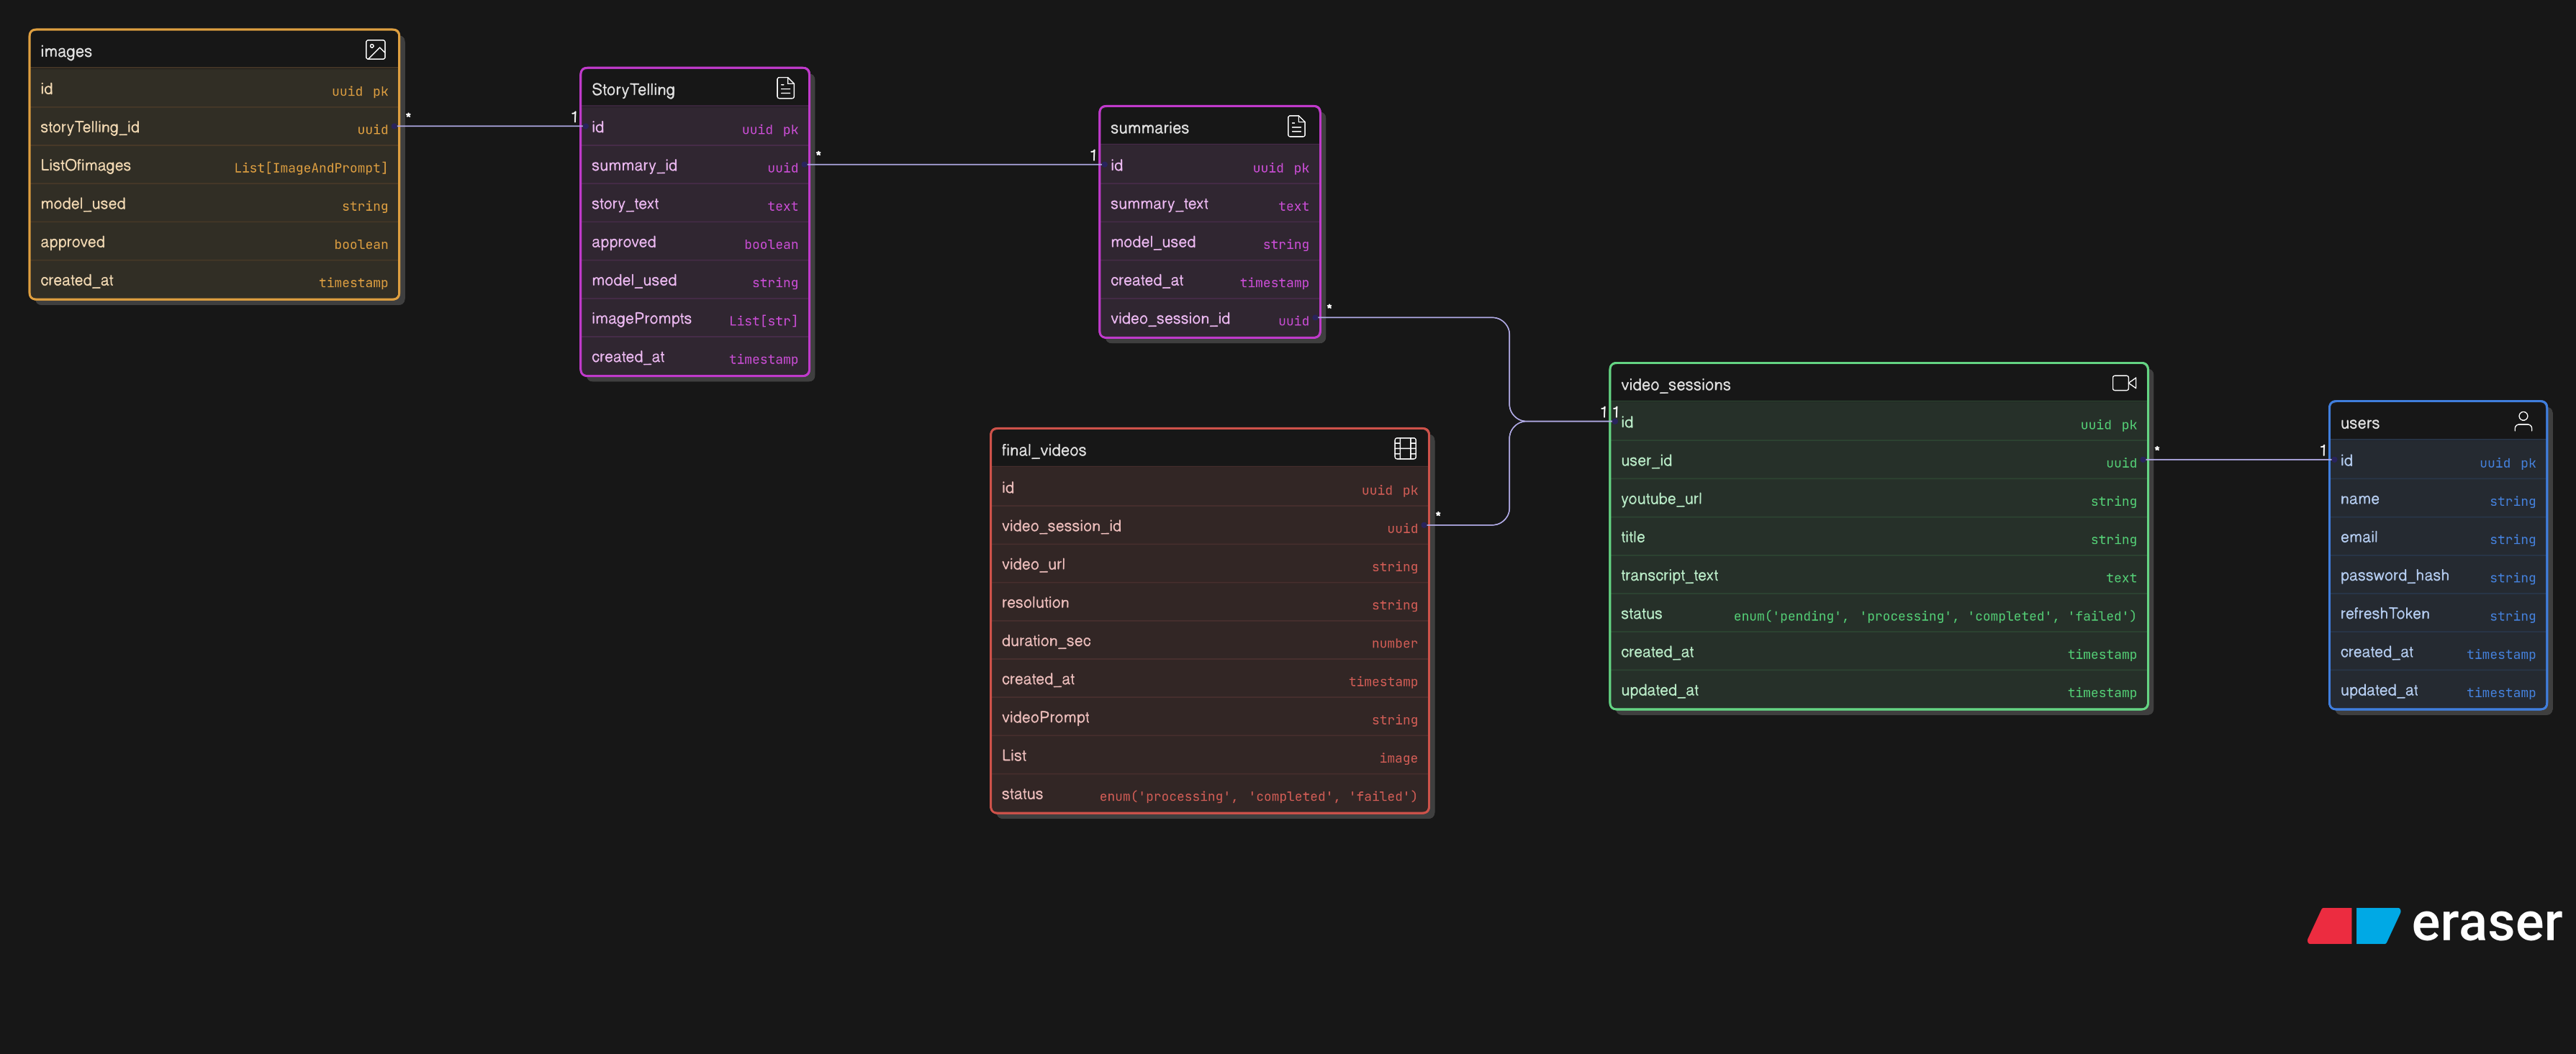 images
id uuid pk
storyTelling_id uuid
ListOfimages List[ImageAndPrompt]
model_used string
approved boolean
created_at timestamp
* 1
StoryTelling
id uuid pk
summary_id uuid
story_text text
approved boolean
model_used string
imagePrompts List[str]
created_at timestamp
* 1
summaries
id uuid pk
summary_text text
model_used string
created_at timestamp
video_session_id uuid
*
final_videos
id uuid pk
video_session_id uuid
video_url string
resolution string
duration_sec number
created_at timestamp
videoPrompt string
List image
status enum('processing', 'completed', 'failed')
*
1 1
video_sessions
id uuid pk
user_id uuid
youtube_url string
title string
transcript_text text
status enum('pending', 'processing', 'completed', 'failed')
created_at timestamp
updated_at timestamp
* 1
users
id uuid pk
name string
email string
password_hash string
refreshToken string
created_at timestamp
updated_at timestamp
eraser